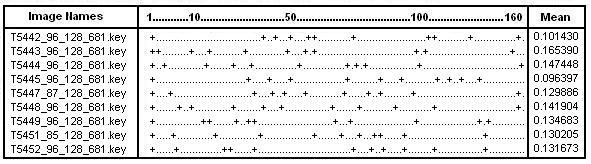 Image Names 1...........10..........................50...................................100..........................160 Mean
T5442_96_128_681.key 0.101430
T5443_96_128_681.key 0.165390
T5444_96_128_681.key 0.147448
T5445_96_128_681.key 0.096397
T5447_87_128_681.key 0.129886
T5448_96_128_681.key 0.141904
T5449_96_128_681.key 0.134683
T5451_85_128_681.key 0.130205
T5452_96_128_681.key 0.131673